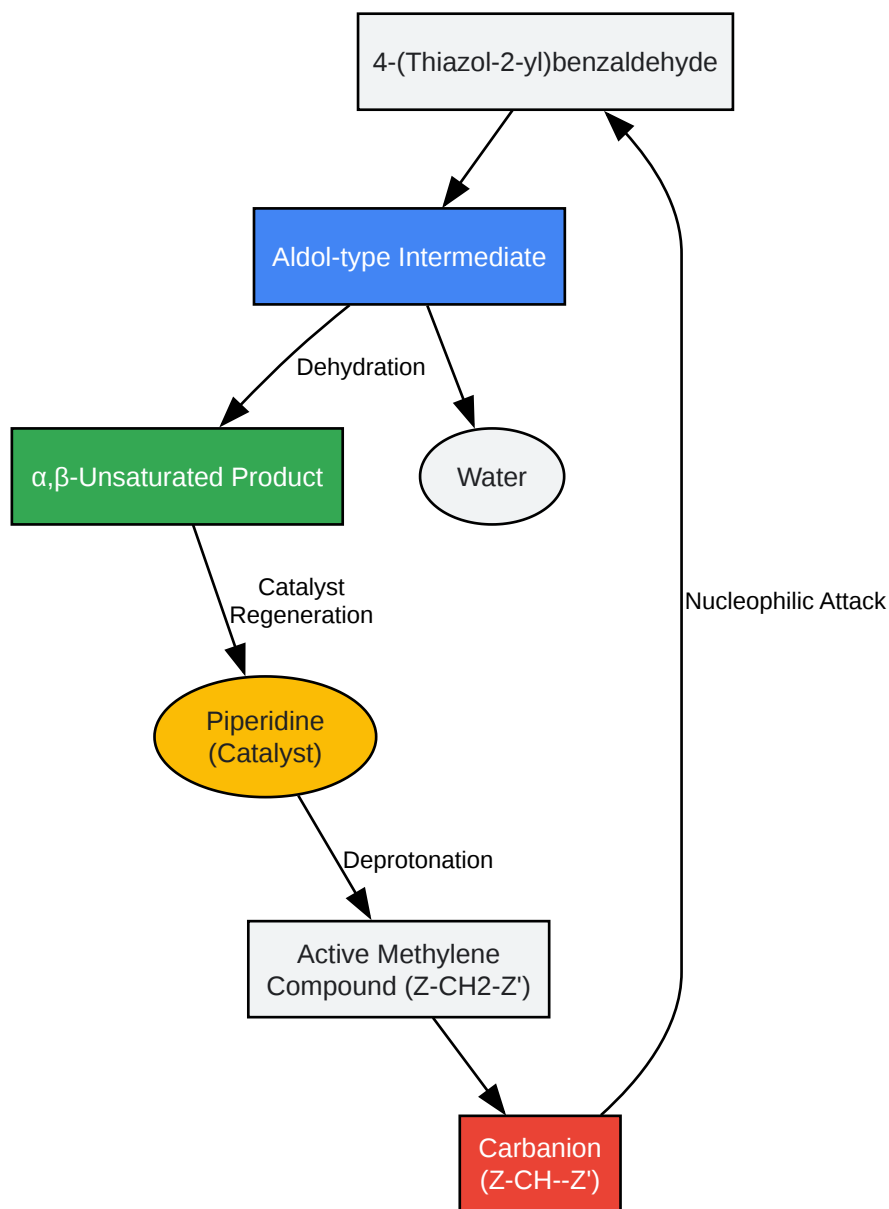 4-(Thiazol-2-yl)benzaldehyde
Aldol-type Intermediate
Dehydration
α,β-Unsaturated Product
Water
Catalyst
Regeneration
Nucleophilic Attack
Piperidine
(Catalyst)
Deprotonation
Active Methylene
Compound (Z-CH2-Z')
Carbanion
(Z-CH--Z')